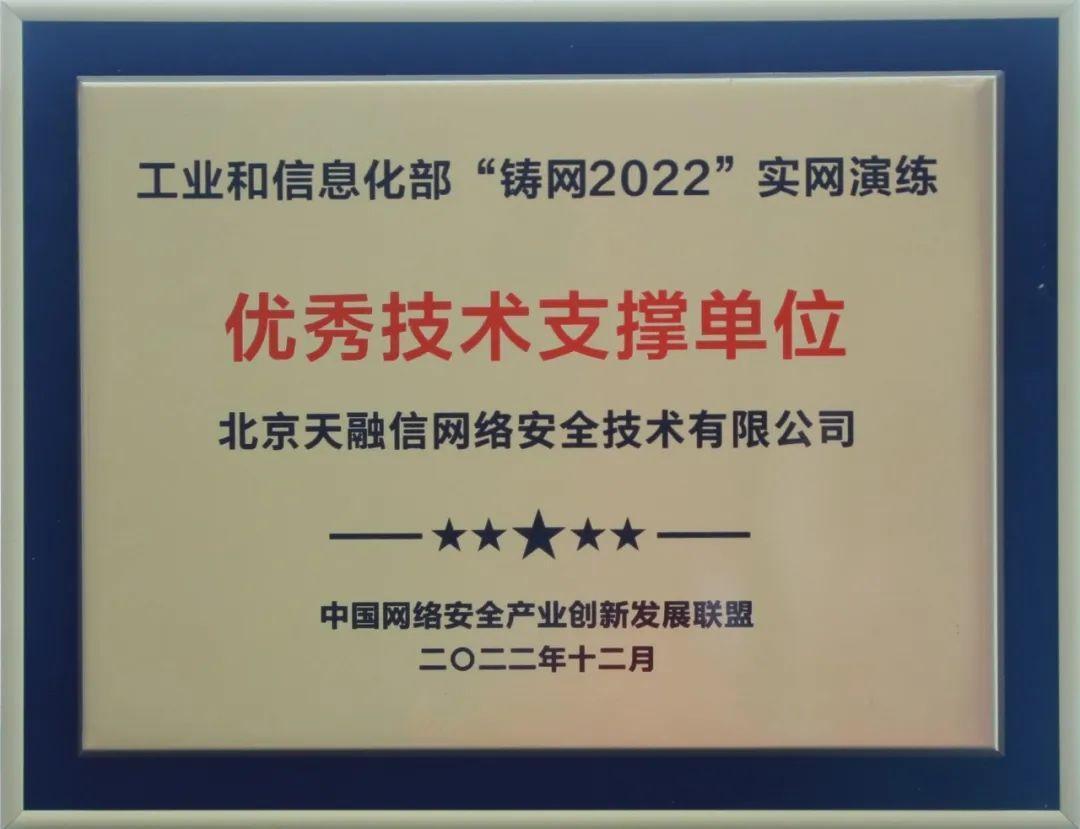 工业和信息化部“铸网2022”实网演练
优秀技术支撑单位
北京天融信网络安全技术有限公司
中国网络安全产业创新发展联盟
二〇二二年十二月